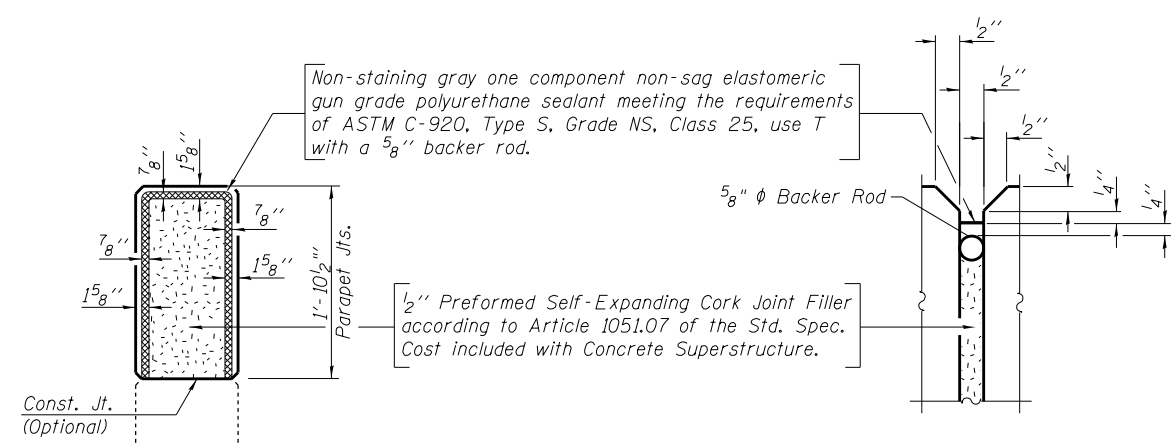 Non-staining gray one component non-sag elastomeric
gun grade polyurethane sealant meeting the requirements
of ASTM C-920, Type S, Grade NS, Class 25, use T
with a 5/8'' backer rod.
7/8''
1 5/8''
7/8''
7/8''
1 5/8''
1 5/8''
1'-10 1/2'''
Parapet Jts.
Const. Jt.
(Optional)
1/2'' Preformed Self-Expanding Cork Joint Filler
according to Article 1051.07 of the Std. Spec.
Cost included with Concrete Superstructure.
5/8" ϕ Backer Rod
1/2''
1/2''
1/2''
1/2''
1/4''
1/4''